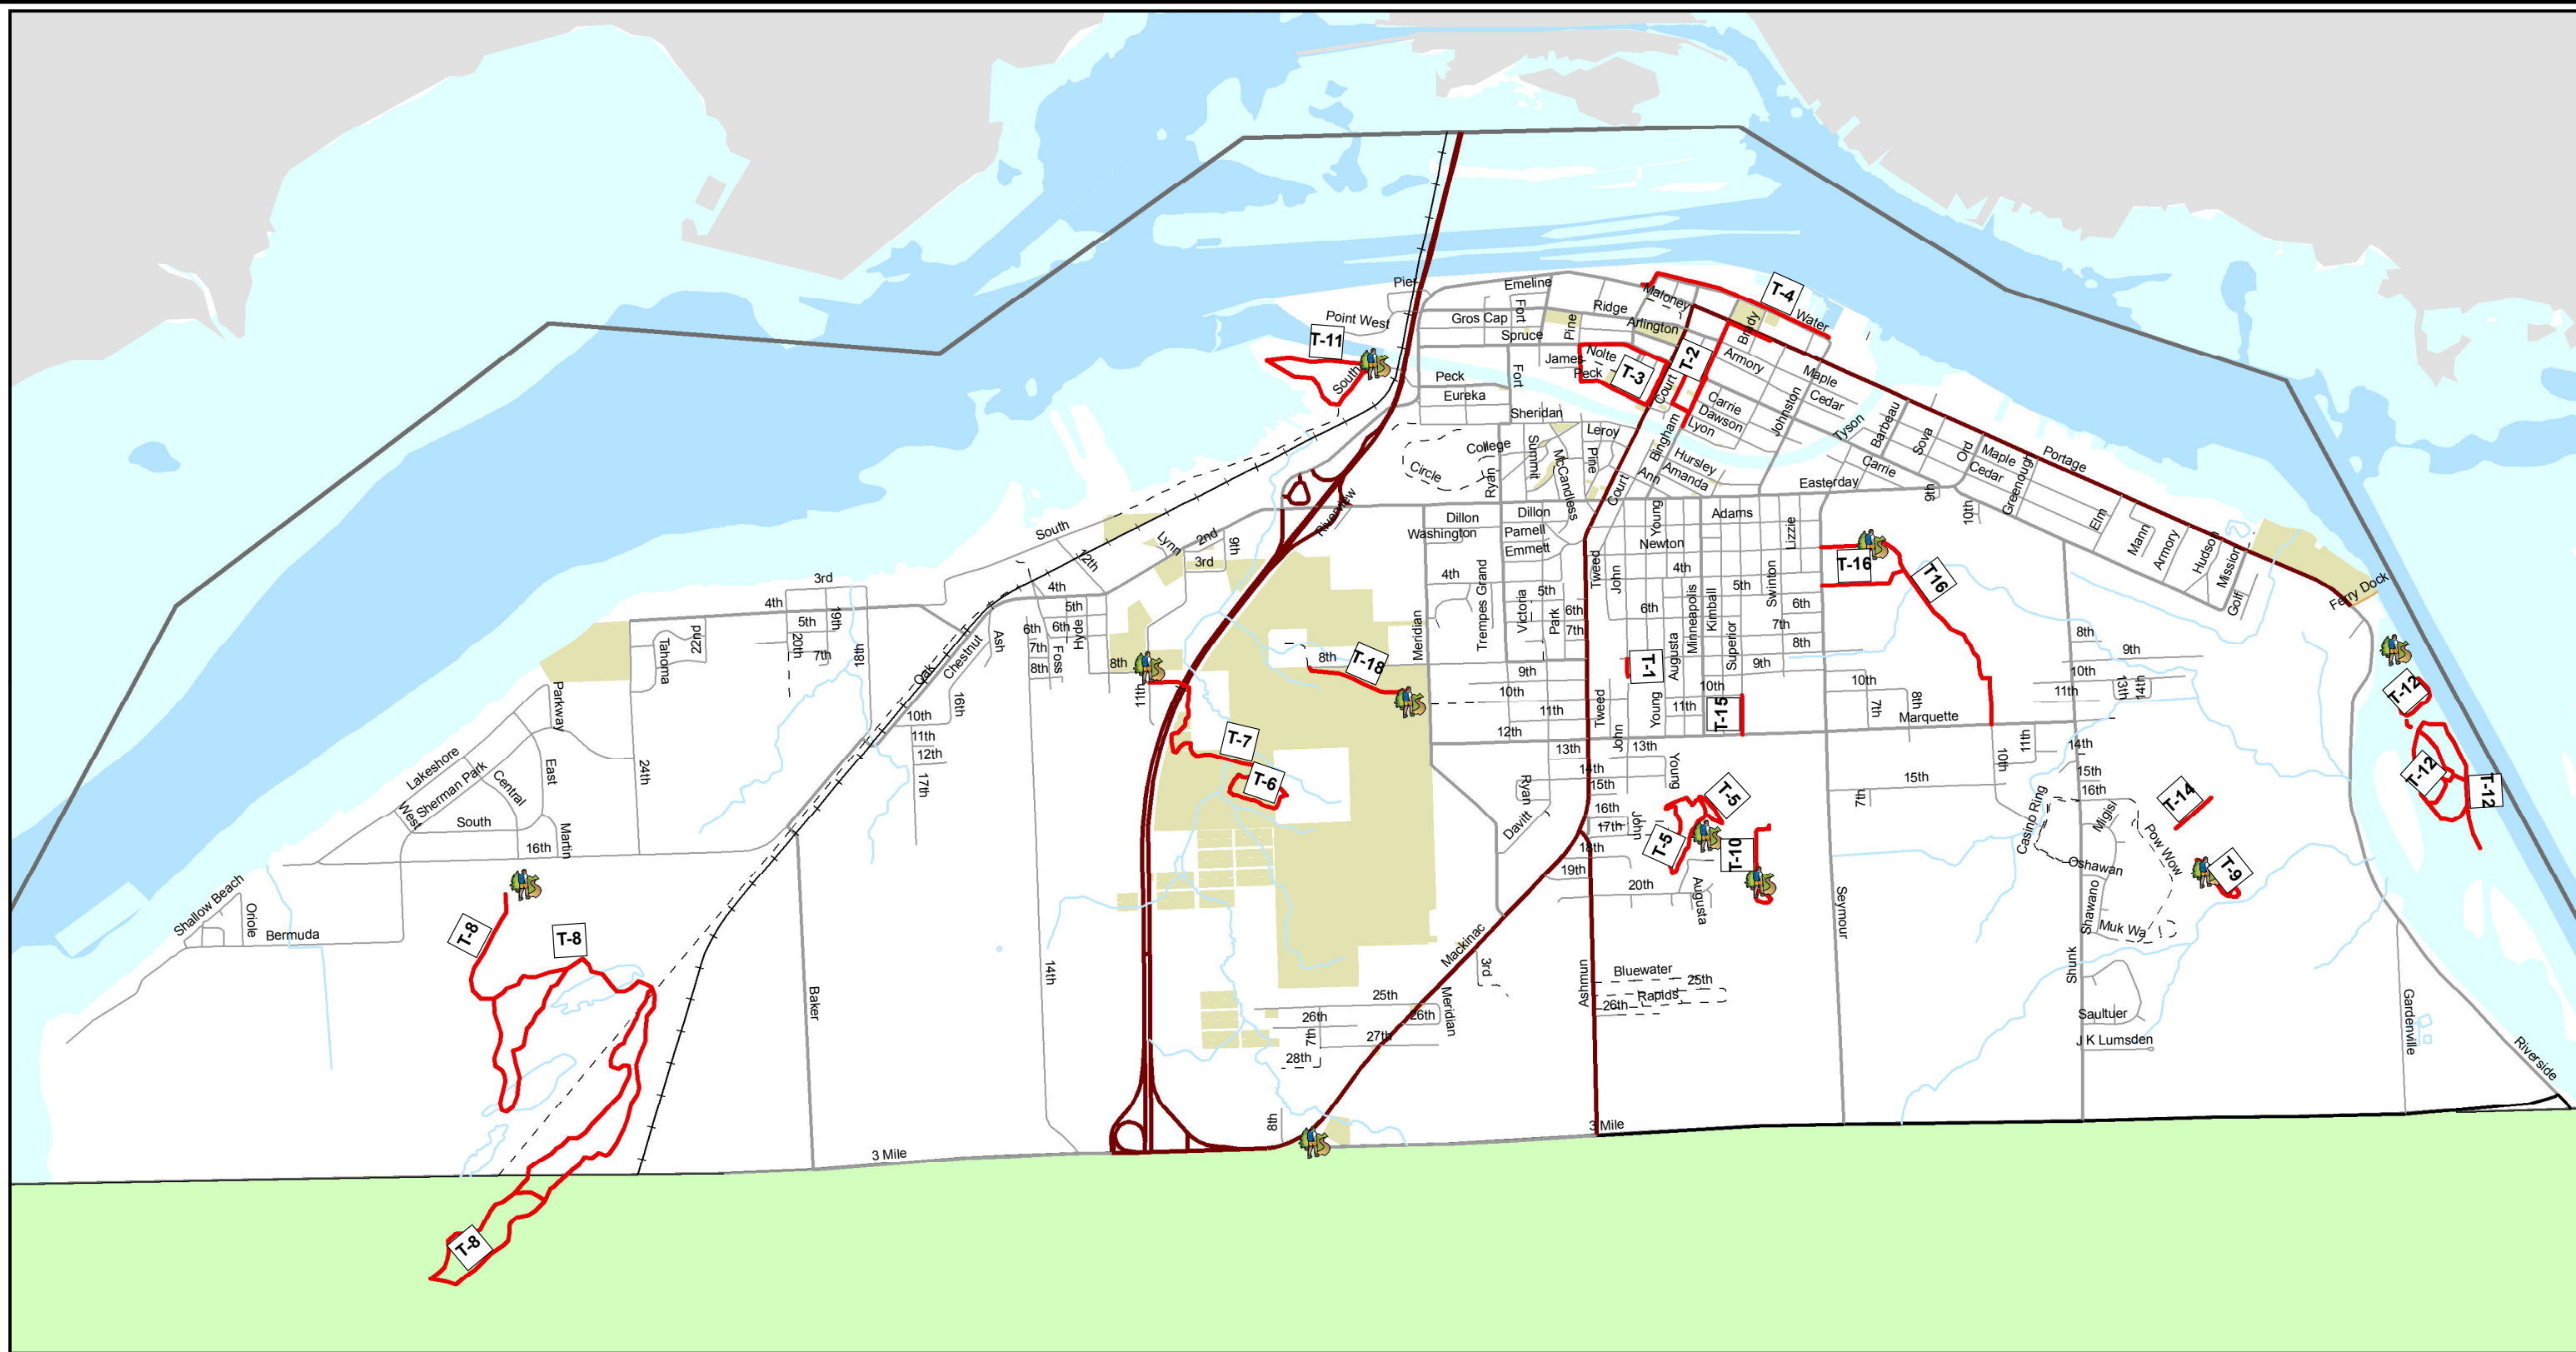 Pier
Emeline
Maloney
T-4
Water
Point West
T-11
Gros Cap
Fort
Ridge
Pine
Arlington
Brady
Spruce
T-2
James
Nolte
Peck
T-3
Armory
Maple
South
Peck
Fort
Court
Cedar
Eureka
Carrie
Dawson
Lyon
Johnston
Sheridan
Bingham
Tyson
Barbeau
Sova
Ord
Maple
Cedar
Portage
College
Circle
Ryan
Summit
McCandless
Leroy
Pine
Hursley
Amanda
Ann
Court
Carrie
Easterday
9th
10th
Greenough
Elm
Mann
Armory
Hudson
Mission
Golf
Ferry Dock
Riverview
Dillon
Washington
Dillon
Parnell
Emmett
Young
Adams
Lizzie
Newton
South
12th
Lynn
2nd
9th
3rd
3rd
4th
5th
19th
20th
7th
18th
22nd
Tahoma
4th
5th
Hyde
6th
6th
7th
Foss
8th
Ash
8th
11th
Oak
Chestnut
16th
10th
11th
12th
17th
4th
Trempes Grand
Meridian
Victoria
5th
Park
6th
7th
Tweed
John
4th
5th
6th
Minneapolis
Kimball
Augusta
Superior
Swinton
6th
7th
8th
9th
T-16
T16
8th
T-18
T-1
9th
10th
11th
12th
Tweed
Young
10th
11th
T-15
10th
7th
8th
Marquette
8th
9th
10th
11th
13th
14th
T-12
T-12
T-12
T-7
T-6
13th
John
13th
14th
15th
16th
17th
John
18th
19th
20th
Young
T-5
T-5
T-10
Augusta
Ryan
Davitt
15th
7th
10th
11th
14th
15th
16th
Casino Ring
Migisi
Pow Wow
Oshawan
Shawano
Muk Wa
T-14
T-9
Parkway
Lakeshore
Sherman Park
Central
East
West
South
Martin
16th
24th
Shallow Beach
Oriole
Bermuda
T-8
T-8
T-8
Baker
14th
Mackinac
3rd
Meridian
25th
26th
26th
7th
27th
28th
8th
Ashmun
Bluewater
25th
Rapids
26th
Seymour
Shunk
Saultuer
J K Lumsden
Gardenville
Riverside
3 Mile
3 Mile